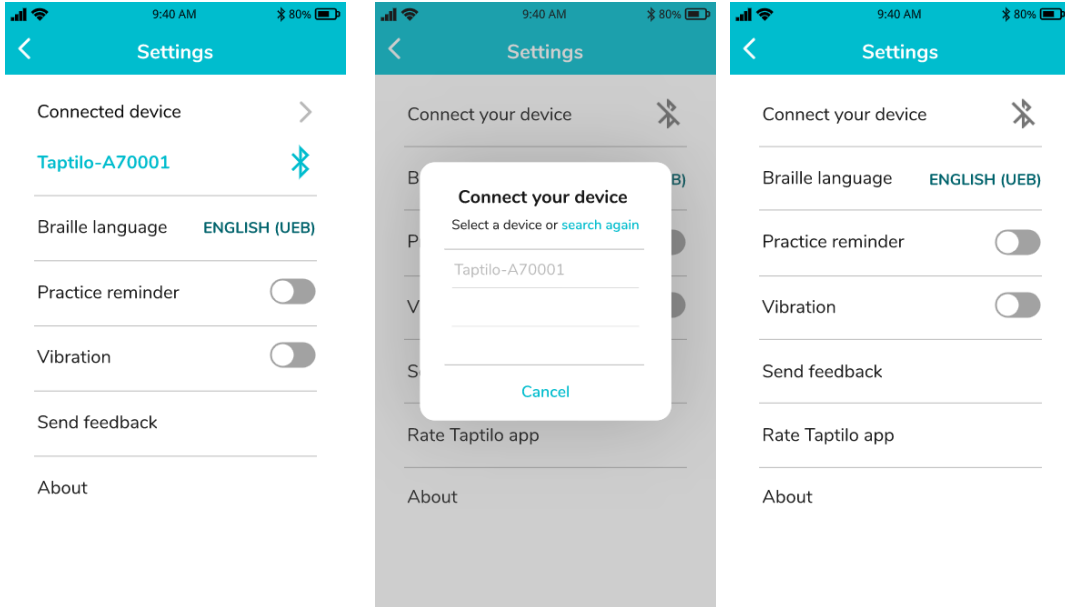 9:40 AM
80%
Settings
Connected device
Taptilo-A70001
Braille language ENGLISH (UEB)
Practice reminder
Vibration
Send feedback
About
9:40 AM
80%
Settings
Connect your device
B
B)
P
V
S
Connect your device
Select a device or search again
Taptilo-A70001
Cancel
Rate Taptilo app
About
9:40 AM
80%
Settings
Connect your device
Braille language ENGLISH (UEB)
Practice reminder
Vibration
Send feedback
Rate Taptilo app
About